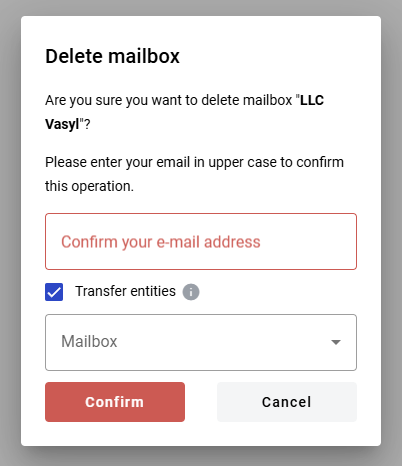 Delete mailbox
Are you sure you want to delete mailbox "LLC
Vasyl"?
Please enter your email in upper case to confirm
this operation.
Confirm your e-mail address
Transfer entities
Mailbox
Confirm Cancel